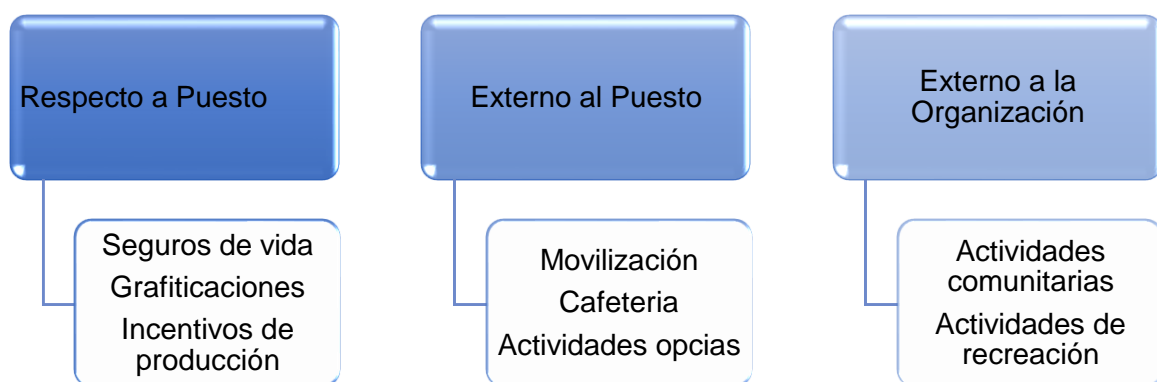 Respecto a Puesto
Seguros de vida
Grafiticaciones
Incentivos de
producción
Externo al Puesto
Movilización
Cafeteria
Actividades opcias
Externo a la
Organización
Actividades
comunitarias
Actividades de
recreación